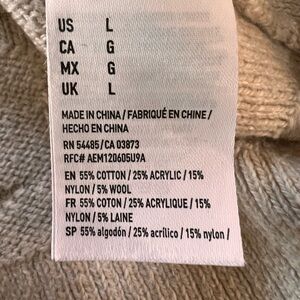 US L
CA G
MX G
UK L
MADE IN CHINA / FABRIQUÉ EN CHINE /
HECHO EN CHINA
RN 54485 / CA 03873
RFC# AEM120605U9A
EN 55% COTTON / 25% ACRYLIC / 15%
NYLON / 5% WOOL
FR 55% COTON / 25% ACRYLIQUE / 15%
NYLON / 5% LAINE
SP 55% algodón / 25% acrílico / 15% nylon /